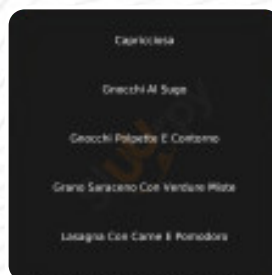 Capricciosa
Gnocchi Al Sugo
Gnocchi Polpette E Contorno
Grano Saraceno Con Verdure Miste
Lasagna Con Carne E Pomodoro